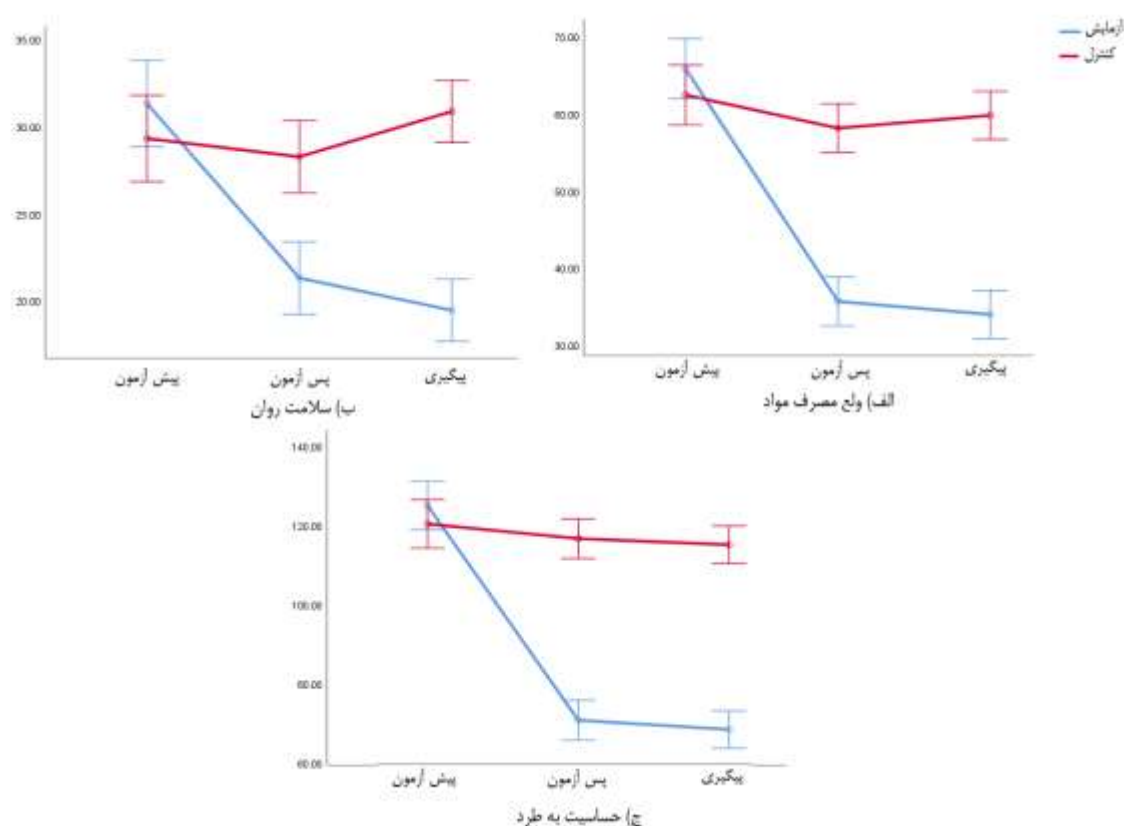 آزمایش
کنترل
70.00
60.00
50.00
40.00
30.00
پیش آزمون
پس آزمون
پیگیری
الف) ولع مصرف مواد
35.00
30.00
25.00
20.00
پیش آزمون
پس آزمون
پیگیری
ب) سلامت روان
140.00
120.00
100.00
80.00
60.00
پیش آزمون
پس آزمون
پیگیری
ج) حساسیت به طرد